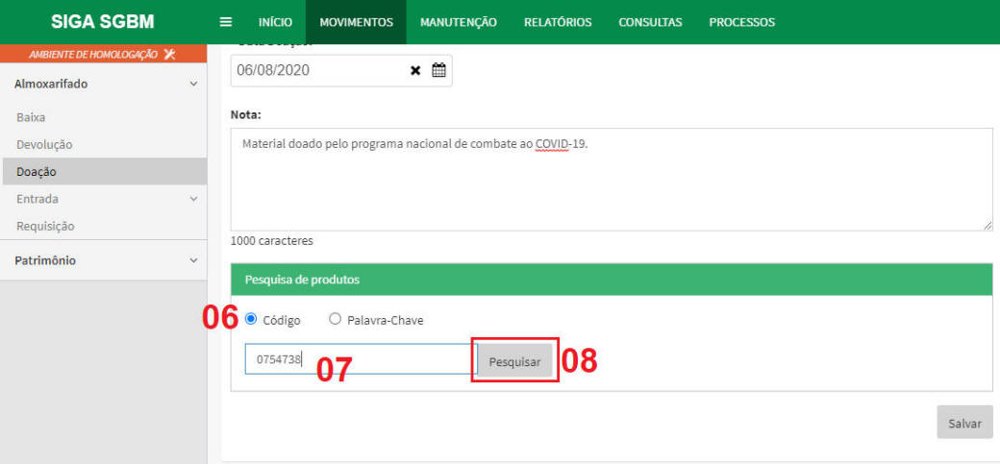 SIGA SGBM
INÍCIO MOVIMENTOS MANUTENÇÃO RELATÓRIOS CONSULTAS PROCESSOS
AMBIENTE DE HOMOLOGAÇÃO
Almoxarifado
Baixa
Devolução
Doação
Entrada
Requisição
Patrimônio
06/08/2020
Nota:
Material doado pelo programa nacional de combate ao COVID-19.
1000 caracteres
Pesquisa de produtos
06 Código Palavra-Chave
0754738 07 Pesquisar 08
Salvar